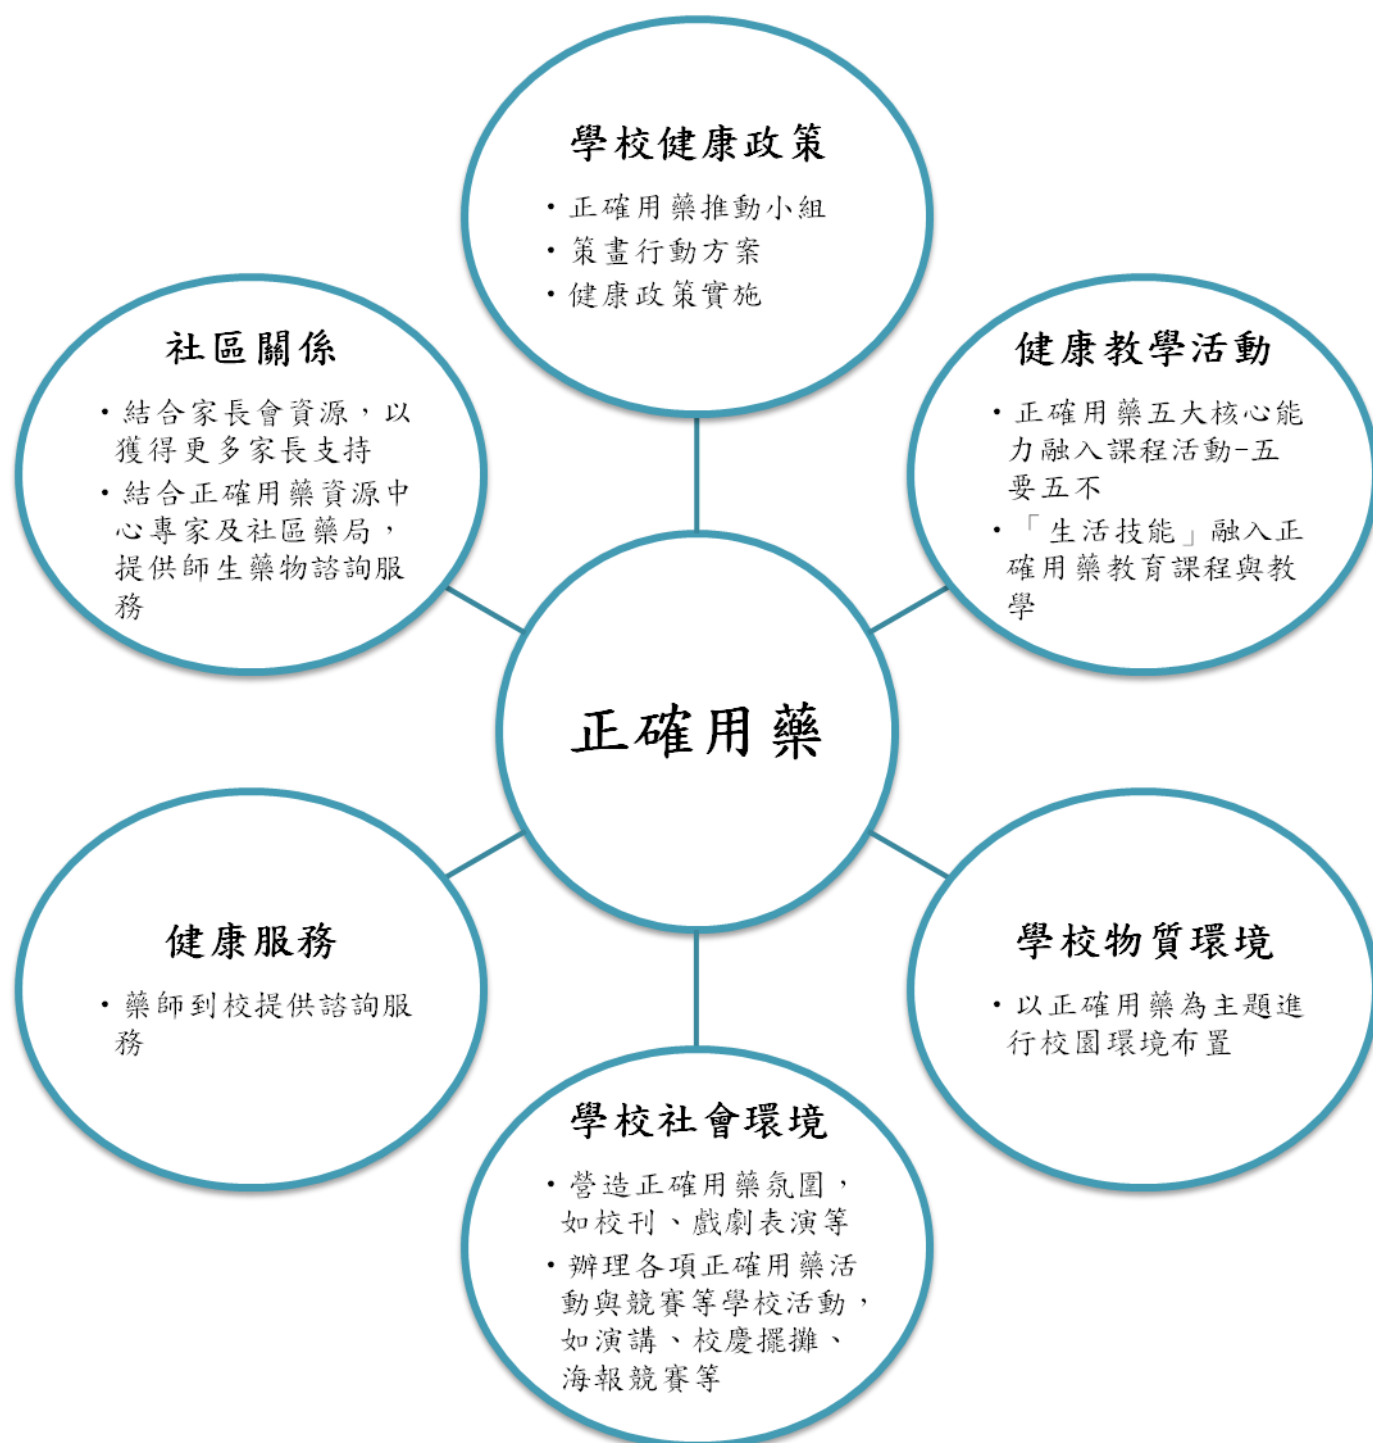 學校健康政策
・正確用藥推動小組
・策畫行動方案
・健康政策實施
健康教學活動
・正確用藥五大核心能
力融入課程活動-五
要五不
・「生活技能」融入正
確用藥教育課程與教
學
學校物質環境
・以正確用藥為主題進
行校園環境布置
學校社會環境
・營造正確用藥氛圍，
如校刊、戲劇表演等
・辦理各項正確用藥活
動與競賽等學校活動，
如演講、校慶擺攤、
海報競賽等
健康服務
・藥師到校提供諮詢服
務
社區關係
・結合家長會資源，以
獲得更多家長支持
・結合正確用藥資源中
心專家及社區藥局，
提供師生藥物諮詢服
務
正確用藥